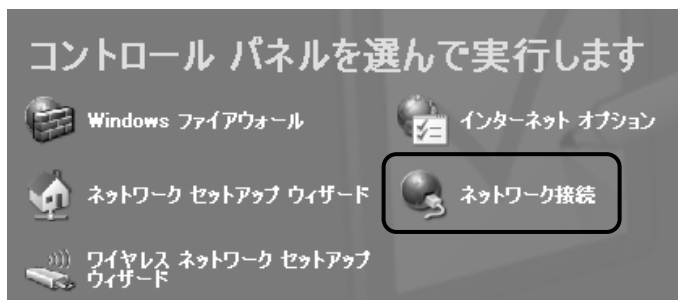 コントロール パネルを選んで実行します
Windows ファイアウォール
インターネット オプション
ネットワーク セットアップ ウィザード
ネットワーク接続
ワイヤレス ネットワーク セットアップ
ウィザード